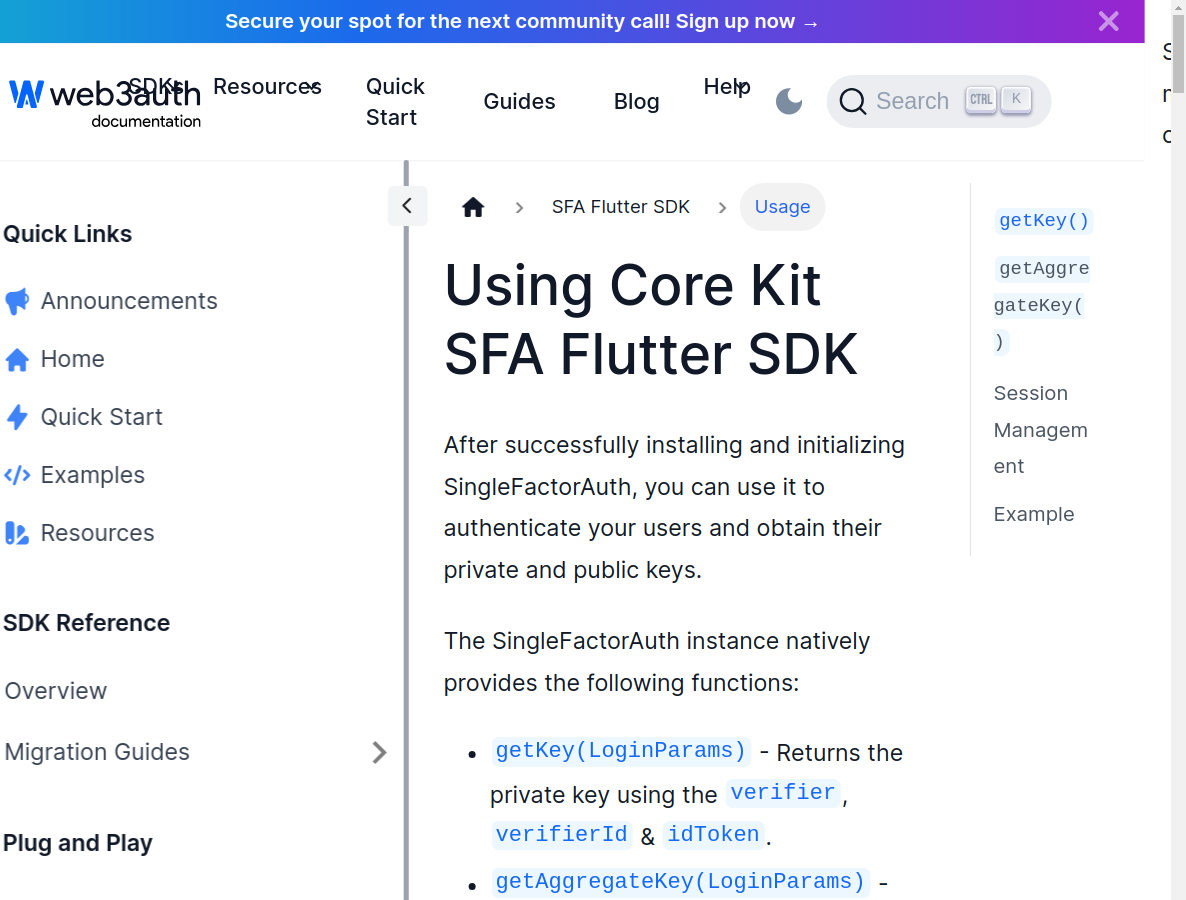 Secure your spot for the next community call! Sign up now →
web3auth
documentation
SDKs
Resources
Quick
Start
Guides
Blog
Help
Search
CTRL
K
Quick Links
Announcements
Home
Quick Start
Examples
Resources
SDK Reference
Overview
Migration Guides
Plug and Play
SFA Flutter SDK
Usage
Using Core Kit
SFA Flutter SDK
After successfully installing and initializing
SingleFactorAuth, you can use it to
authenticate your users and obtain their
private and public keys.
The SingleFactorAuth instance natively
provides the following functions:
• getKey(LoginParams) - Returns the
private key using the verifier,
verifierId & idToken.
• getAggregateKey(LoginParams) -
getKey()
getAggre
gateKey(
)
Session
Managem
ent
Example